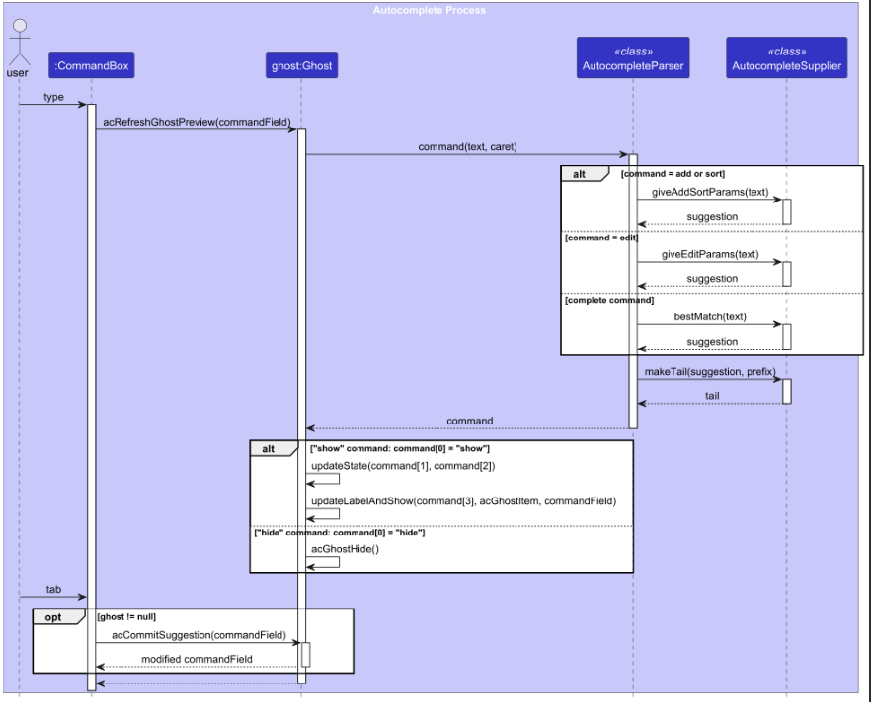 Autocomplete Process
user
:CommandBox
ghost:Ghost
«class»
AutocompleteParser
«class»
AutocompleteSupplier
type
acRefreshGhostPreview(commandField)
command(text, caret)
alt
[command = add or sort]
giveAddSortParams(text)
suggestion
[command = edit]
giveEditParams(text)
suggestion
[complete command]
bestMatch(text)
suggestion
makeTail(suggestion, prefix)
tail
command
alt
["show" command: command[0] = "show"]
updateState(command[1], command[2])
updateLabelAndShow(command[3], acGhostItem, commandField)
["hide" command: command[0] = "hide"]
acGhostHide()
tab
opt
[ghost != null]
acCommitSuggestion(commandField)
modified commandField